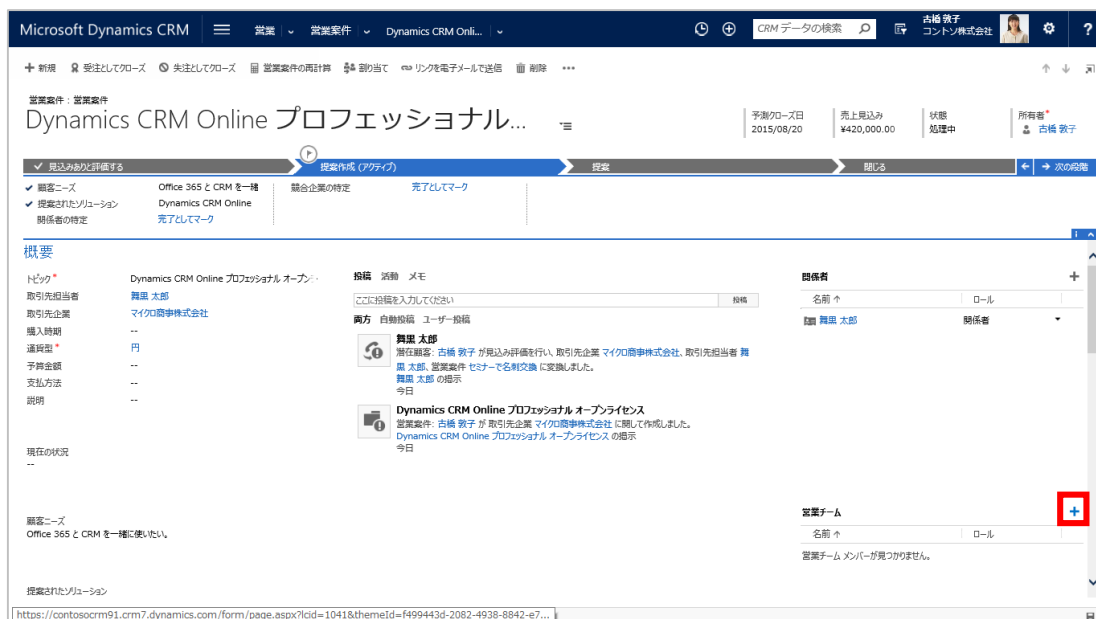 Microsoft Dynamics CRM 営業 営業案件 Dynamics CRM Onli... CRM データの検索 古橋 敦子 コントソ株式会社 ?
新規 受注としてクローズ 失注としてクローズ 営業案件の再計算 割り当て リンクを電子メールで送信 削除 •••
営業案件 : 営業案件
Dynamics CRM Online プロフェッショナル...
予測クローズ日 売上見込み 状態 所有者*
2015/08/20 ¥420,000.00 処理中 古橋 敦子
見込みありと評価する 提案作成 (アクティブ) 提案 閉じる 次の段階
顧客ニーズ Office 365 と CRM を一緒 競合企業の特定 完了としてマーク
提案されたソリューション Dynamics CRM Online
関係者の特定 完了としてマーク
概要
トピック* Dynamics CRM Online プロフェッショナル オープン
取引先担当者 舞黒 太郎
取引先企業 マイクロ商事株式会社
購入時期 --
通貨型* 円
予算金額 --
支払方法 --
説明 --
現在の状況
--
顧客ニーズ
Office 365 と CRM を一緒に使いたい。
提案されたソリューション
投稿 活動 メモ
ここに投稿を入力してください 投稿
両方 自動投稿 ユーザー投稿
舞黒 太郎
潜在顧客: 古橋 敦子 が見込み評価を行い、取引先企業 マイクロ商事株式会社、取引先担当者 舞
黒 太郎、営業案件 セミナーで名刺交換 に変換しました。
舞黒 太郎 の掲示
今日
Dynamics CRM Online プロフェッショナル オープンライセンス
営業案件: 古橋 敦子 が 取引先企業 マイクロ商事株式会社 に関して作成しました。
Dynamics CRM Online プロフェッショナル オープンライセンス の掲示
今日
関係者
名前 ↑ ロール
舞黒 太郎 関係者
営業チーム
名前 ↑ ロール
営業チーム メンバーが見つかりません。
https://contosocrm91.crm7.dynamics.com/form/page.aspx?lcid=1041&themeId=f499443d-2082-4938-8842-e7...